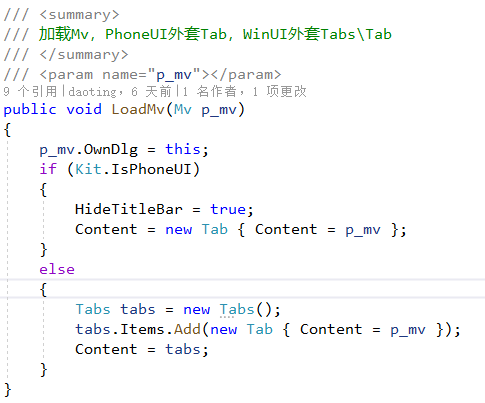 /// <summary>
/// 加载Mv，PhoneUI外套Tab，WinUI外套Tabs\Tab
/// </summary>
/// <param name="p_mv"></param>
9 个引用|daoting，6 天前|1 名作者，1 项更改
public void LoadMv(Mv p_mv)
{
    p_mv.OwnDlg = this;
    if (Kit.IsPhoneUI)
    {
        HideTitleBar = true;
        Content = new Tab { Content = p_mv };
    }
    else
    {
        Tabs tabs = new Tabs();
        tabs.Items.Add(new Tab { Content = p_mv });
        Content = tabs;
    }
}